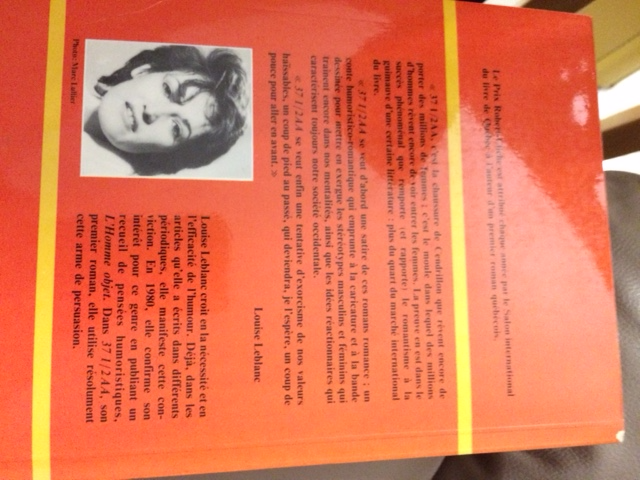 Le Prix Robert-Cliche est attribué chaque année par le Salon international
du livre de Québec à l'auteur d'un premier roman québécois.
« 37 1/2AA, c'est la chaussure de Cendrillon que rêvent encore de
porter des millions de femmes ; c'est le moule dans lequel des millions
d'hommes rêvent encore de voir entrer les femmes. La preuve en est dans le
succès phénoménal que remporte (et rapporte) le romantisme à la
guimauve d'une certaine littérature : plus du quart du marché international
du livre.
« 37 1/2AA se veut d'abord une satire de ces romans romance ; un
conte humoristico-romantique qui emprunte à la caricature et à la bande
dessinée pour mettre en exergue les stéréotypes masculins et féminins qui
traînent encore dans nos mentalités, ainsi que les idées réactionnaires qui
caractérisent toujours notre société occidentale.
« 37 1/2AA se veut enfin une tentative d'exorcisme de nos valeurs
haïssables, un coup de pied au passé, qui deviendra, je l'espère, un coup de
pouce pour aller en avant. »
Louise Leblanc
Louise Leblanc croit en la nécessité et en
l'efficacité de l'humour. Déjà, dans les
articles qu'elle a écrits dans différents
périodiques, elle manifeste cette con-
viction. En 1980, elle confirme son
intérêt pour ce genre en publiant un
recueil de pensées humoristiques,
L'Homme objet. Dans 37 1/2AA, son
premier roman, elle utilise résolument
cette arme de persuasion.
Photo: Marc Lullier